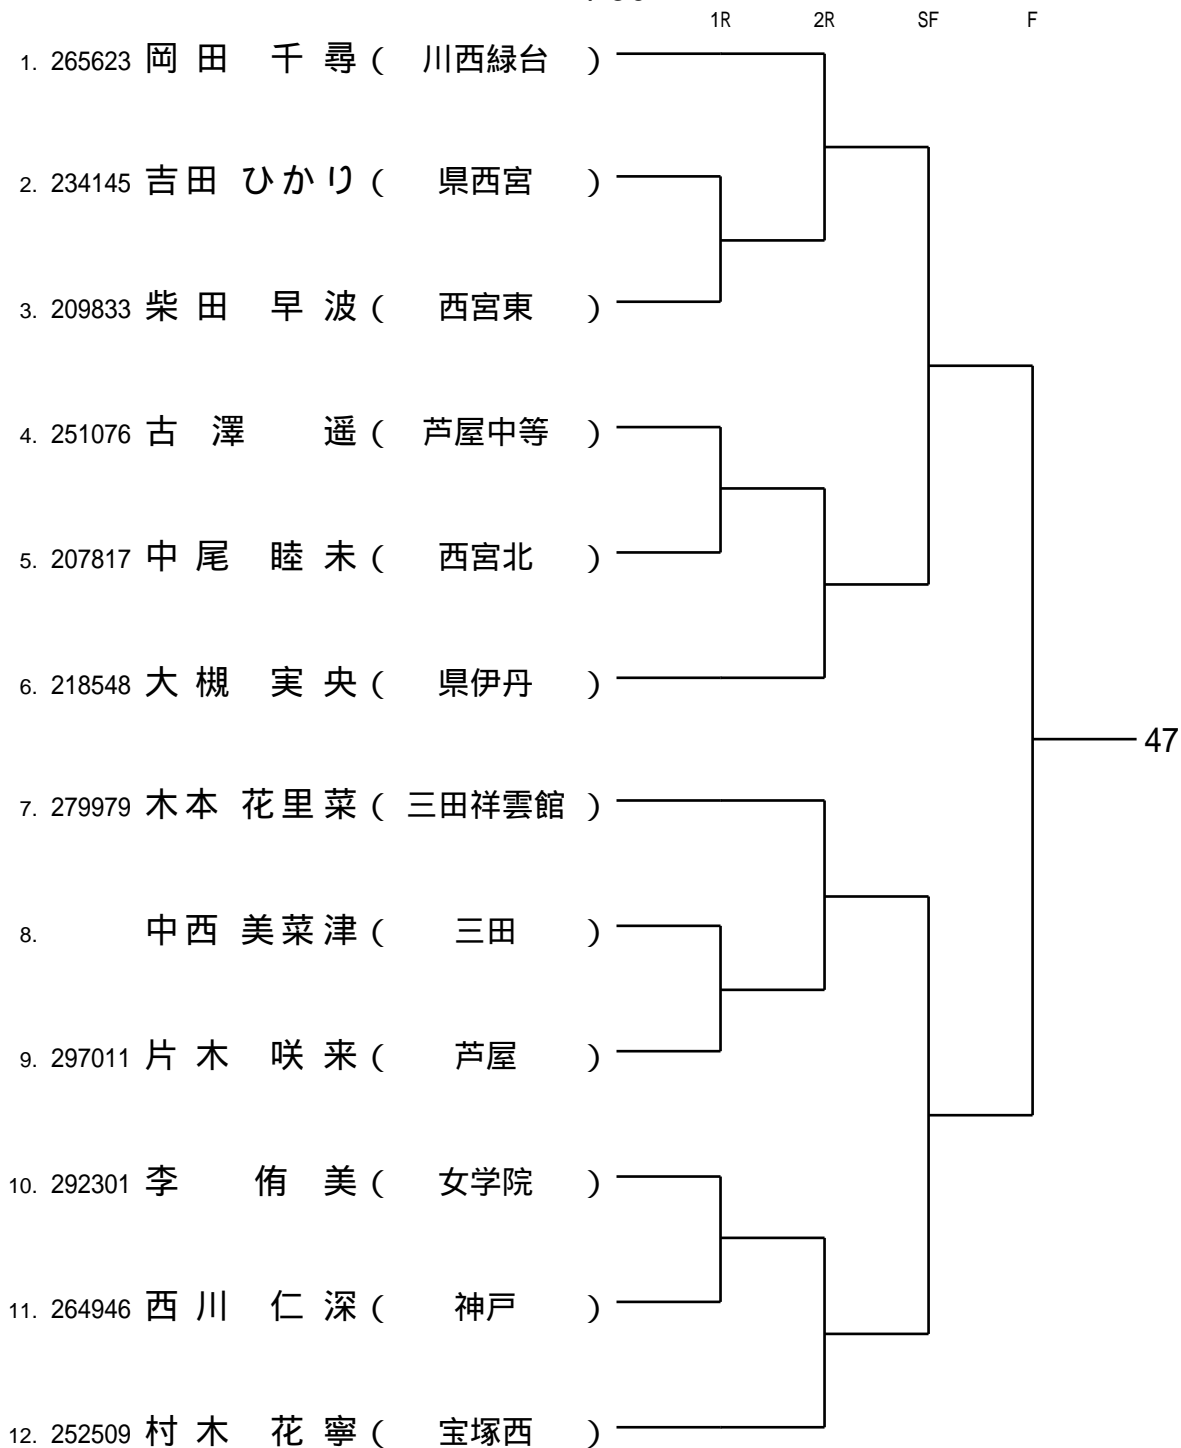 1R 2R SF F
1. 265623 岡田 千尋 ( 川西緑台 )
2. 234145 吉田 ひかり ( 県西宮 )
3. 209833 柴田 早波 ( 西宮東 )
4. 251076 古澤 遥 ( 芦屋中等 )
5. 207817 中尾 睦未 ( 西宮北 )
6. 218548 大槻 実央 ( 県伊丹 )
47
7. 279979 木本 花里菜 ( 三田祥雲館 )
8. 中西 美菜津 ( 三田 )
9. 297011 片木 咲来 ( 芦屋 )
10. 292301 李 侑美 ( 女学院 )
11. 264946 西川 仁深 ( 神戸 )
12. 252509 村木 花寧 ( 宝塚西 )